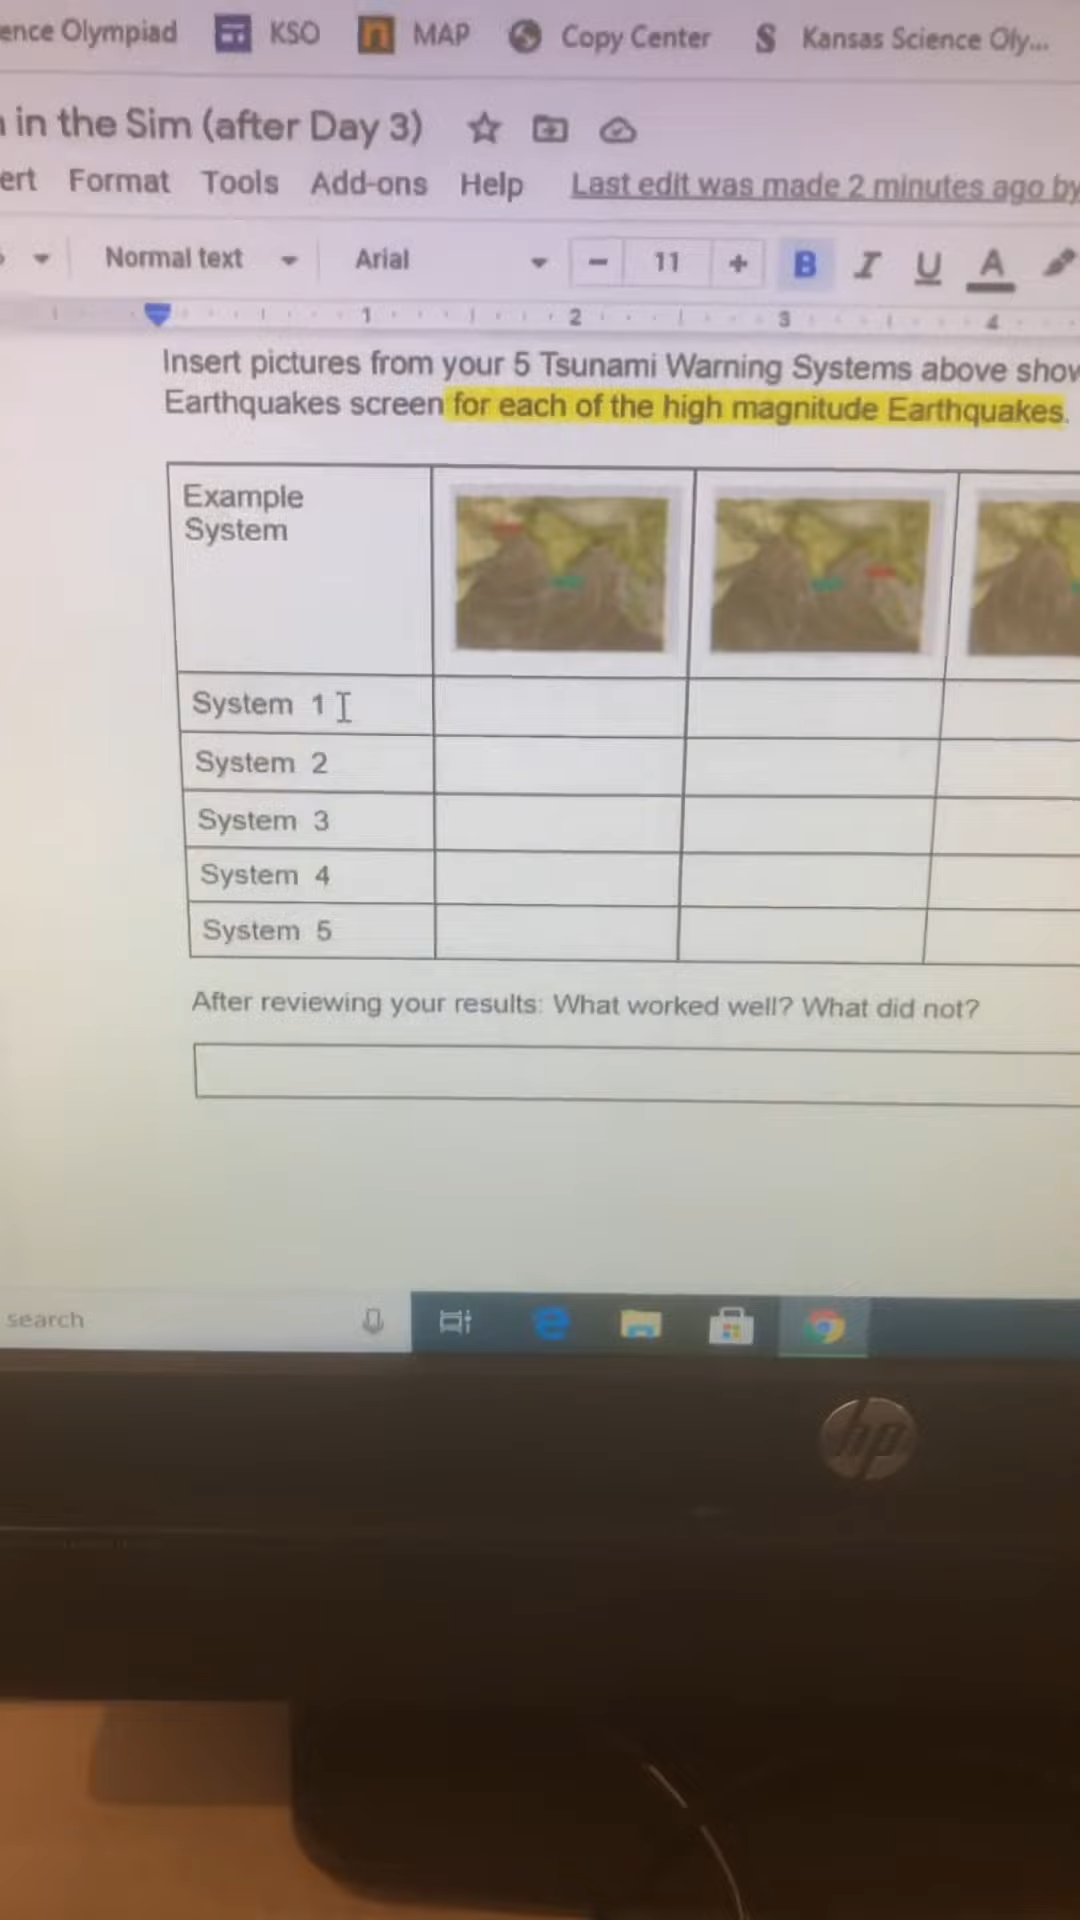 ence Olympiad KSO MAP Copy Center Kansas Science Oly...
in the Sim (after Day 3)
ert Format Tools Add-ons Help Last edit was made 2 minutes ago by
Normal text Arial - 11 + B I U A
1 2 3 4
Insert pictures from your 5 Tsunami Warning Systems above show
Earthquakes screen for each of the high magnitude Earthquakes.
Example
System
System 1
System 2
System 3
System 4
System 5
After reviewing your results: What worked well? What did not?
search
hp